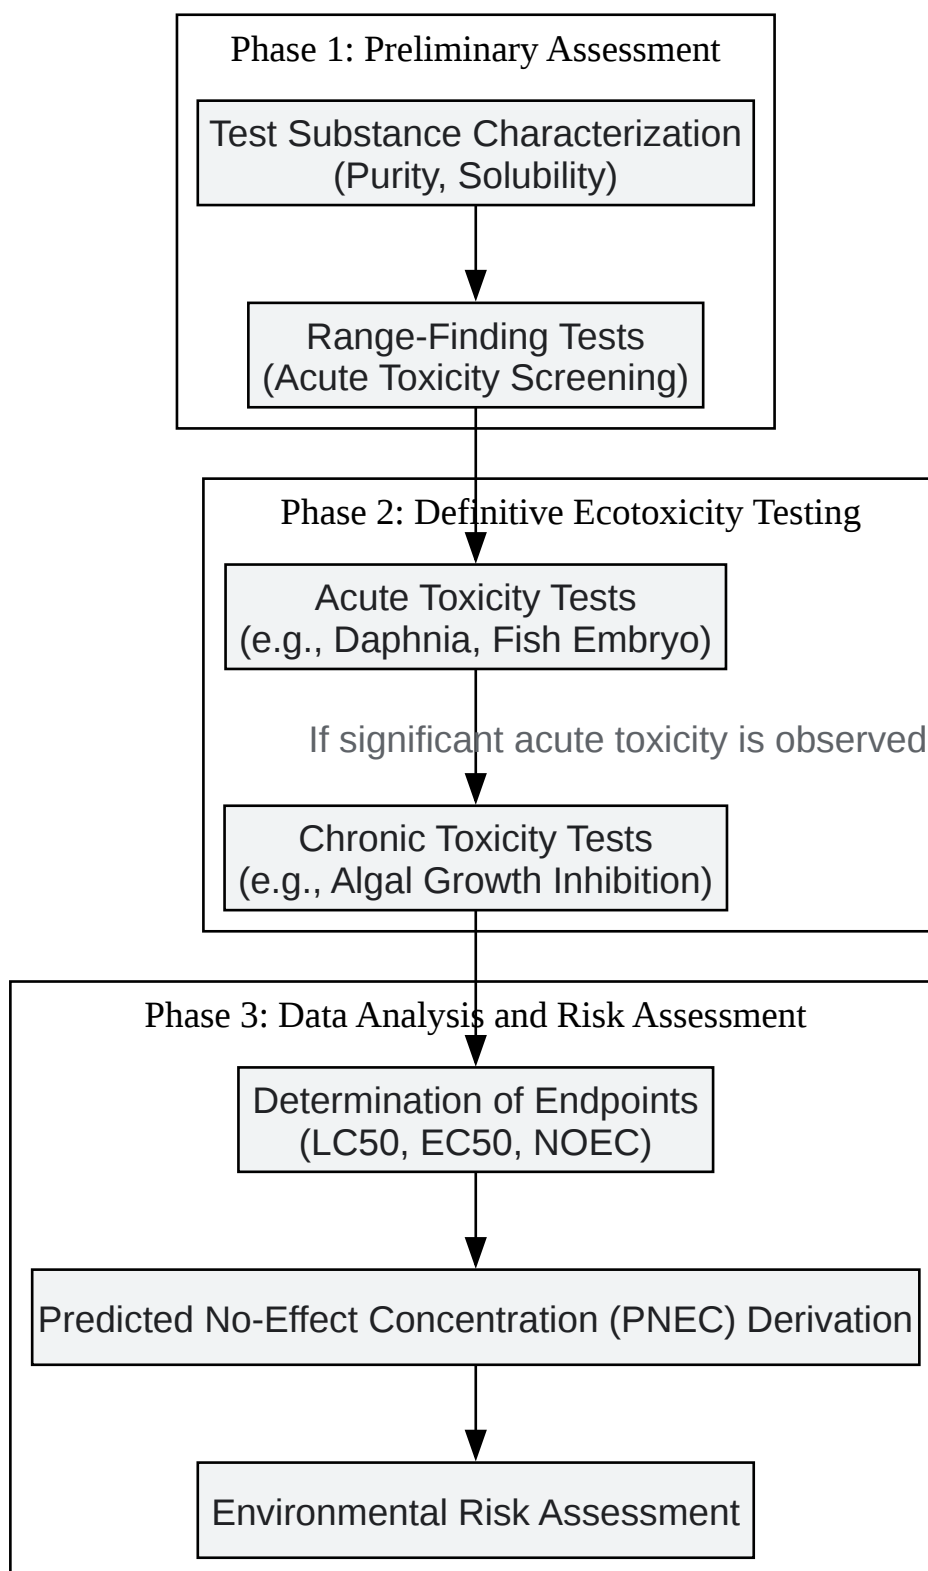 Phase 1: Preliminary Assessment
Test Substance Characterization
(Purity, Solubility)
Range-Finding Tests
(Acute Toxicity Screening)
Phase 2: Definitive Ecotoxicity Testing
Acute Toxicity Tests
(e.g., Daphnia, Fish Embryo)
If significant acute toxicity is observed
Chronic Toxicity Tests
(e.g., Algal Growth Inhibition)
Phase 3: Data Analysis and Risk Assessment
Determination of Endpoints
(LC50, EC50, NOEC)
Predicted No-Effect Concentration (PNEC) Derivation
Environmental Risk Assessment